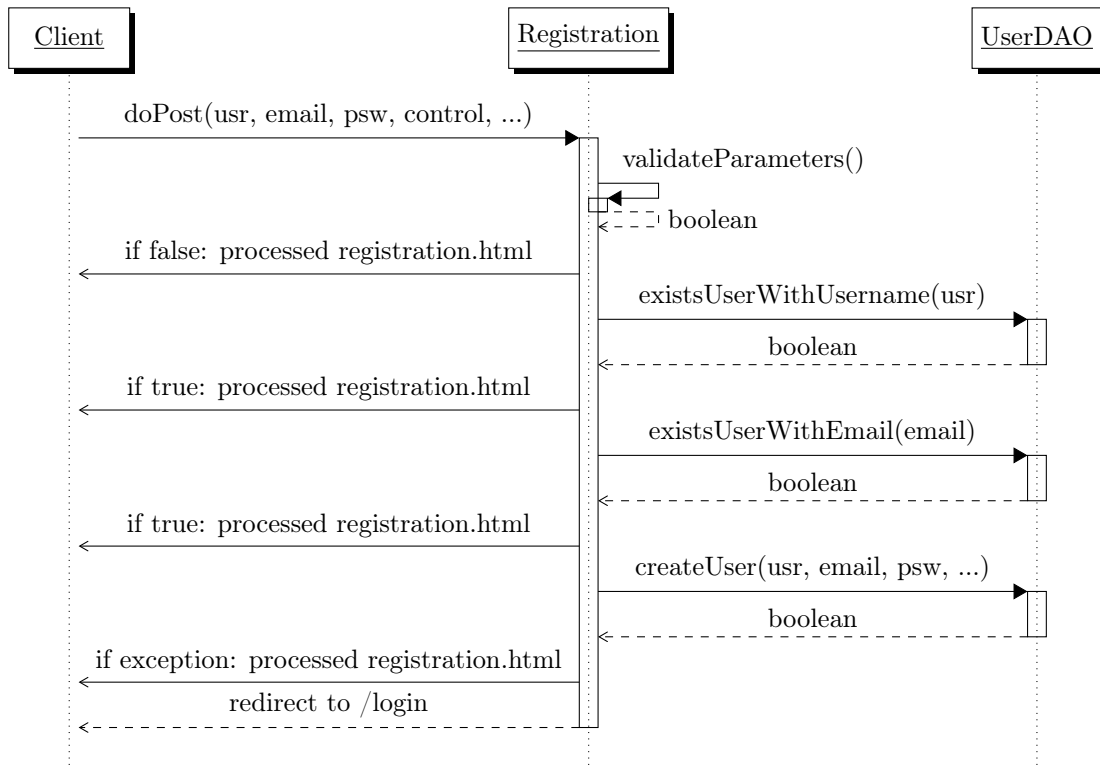 Client
Registration
UserDAO
doPost(usr, email, psw, control, ...)
validateParameters()
boolean
if false: processed registration.html
existsUserWithUsername(usr)
boolean
if true: processed registration.html
existsUserWithEmail(email)
boolean
if true: processed registration.html
createUser(usr, email, psw, ...)
boolean
if exception: processed registration.html
redirect to /login